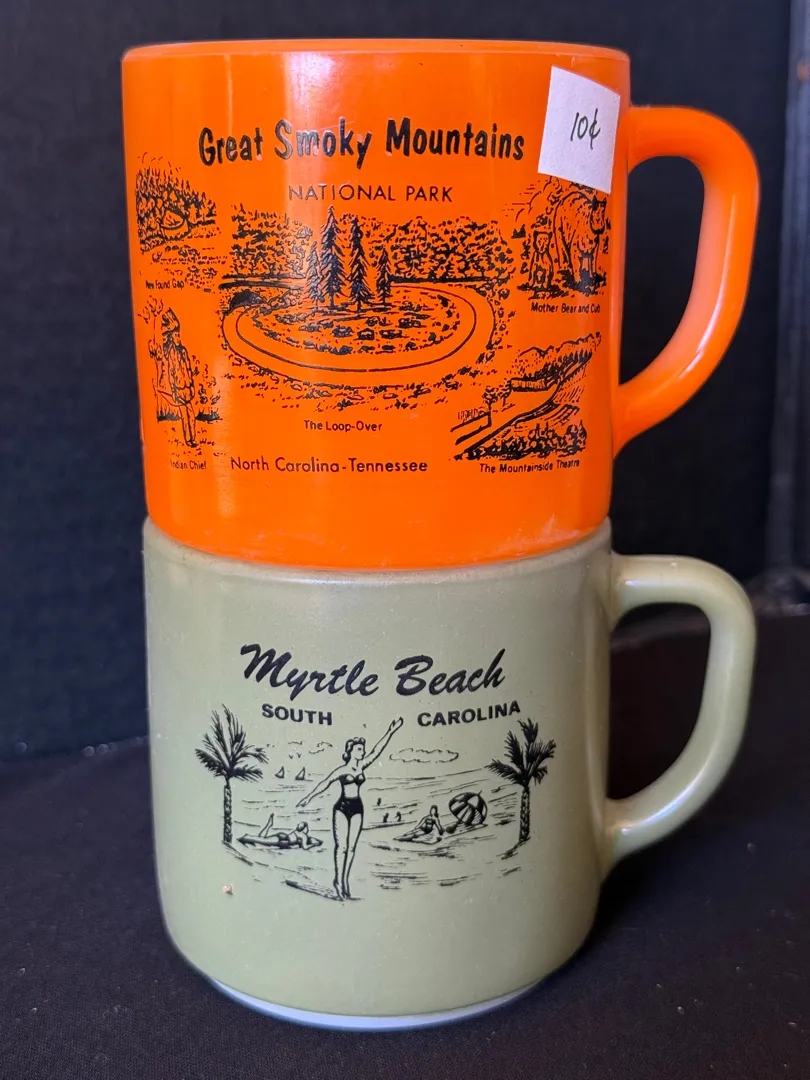 Great Smoky Mountains
10¢
NATIONAL PARK
New Found Gap
Mother Bear and Cub
The Loop-Over
Indian Chief
North Carolina-Tennessee
The Mountainside Theatre
Myrtle Beach
SOUTH CAROLINA